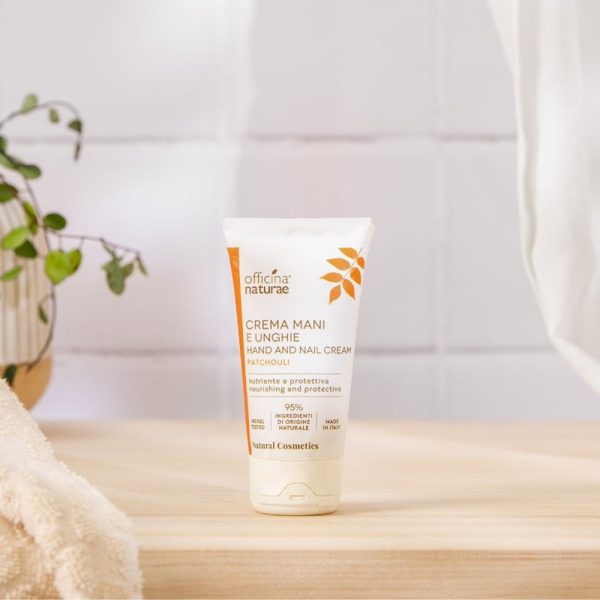 officina
naturae
CREMA MANI
E UNGHIE
HAND AND NAIL CREAM
PATCHOULI
nutriente e protettiva
nourishing and protective
95%
INGREDIENTI
DI ORIGINE
NATURALE
NICKEL
TESTED
MADE
IN ITALY
Natural Cosmetics